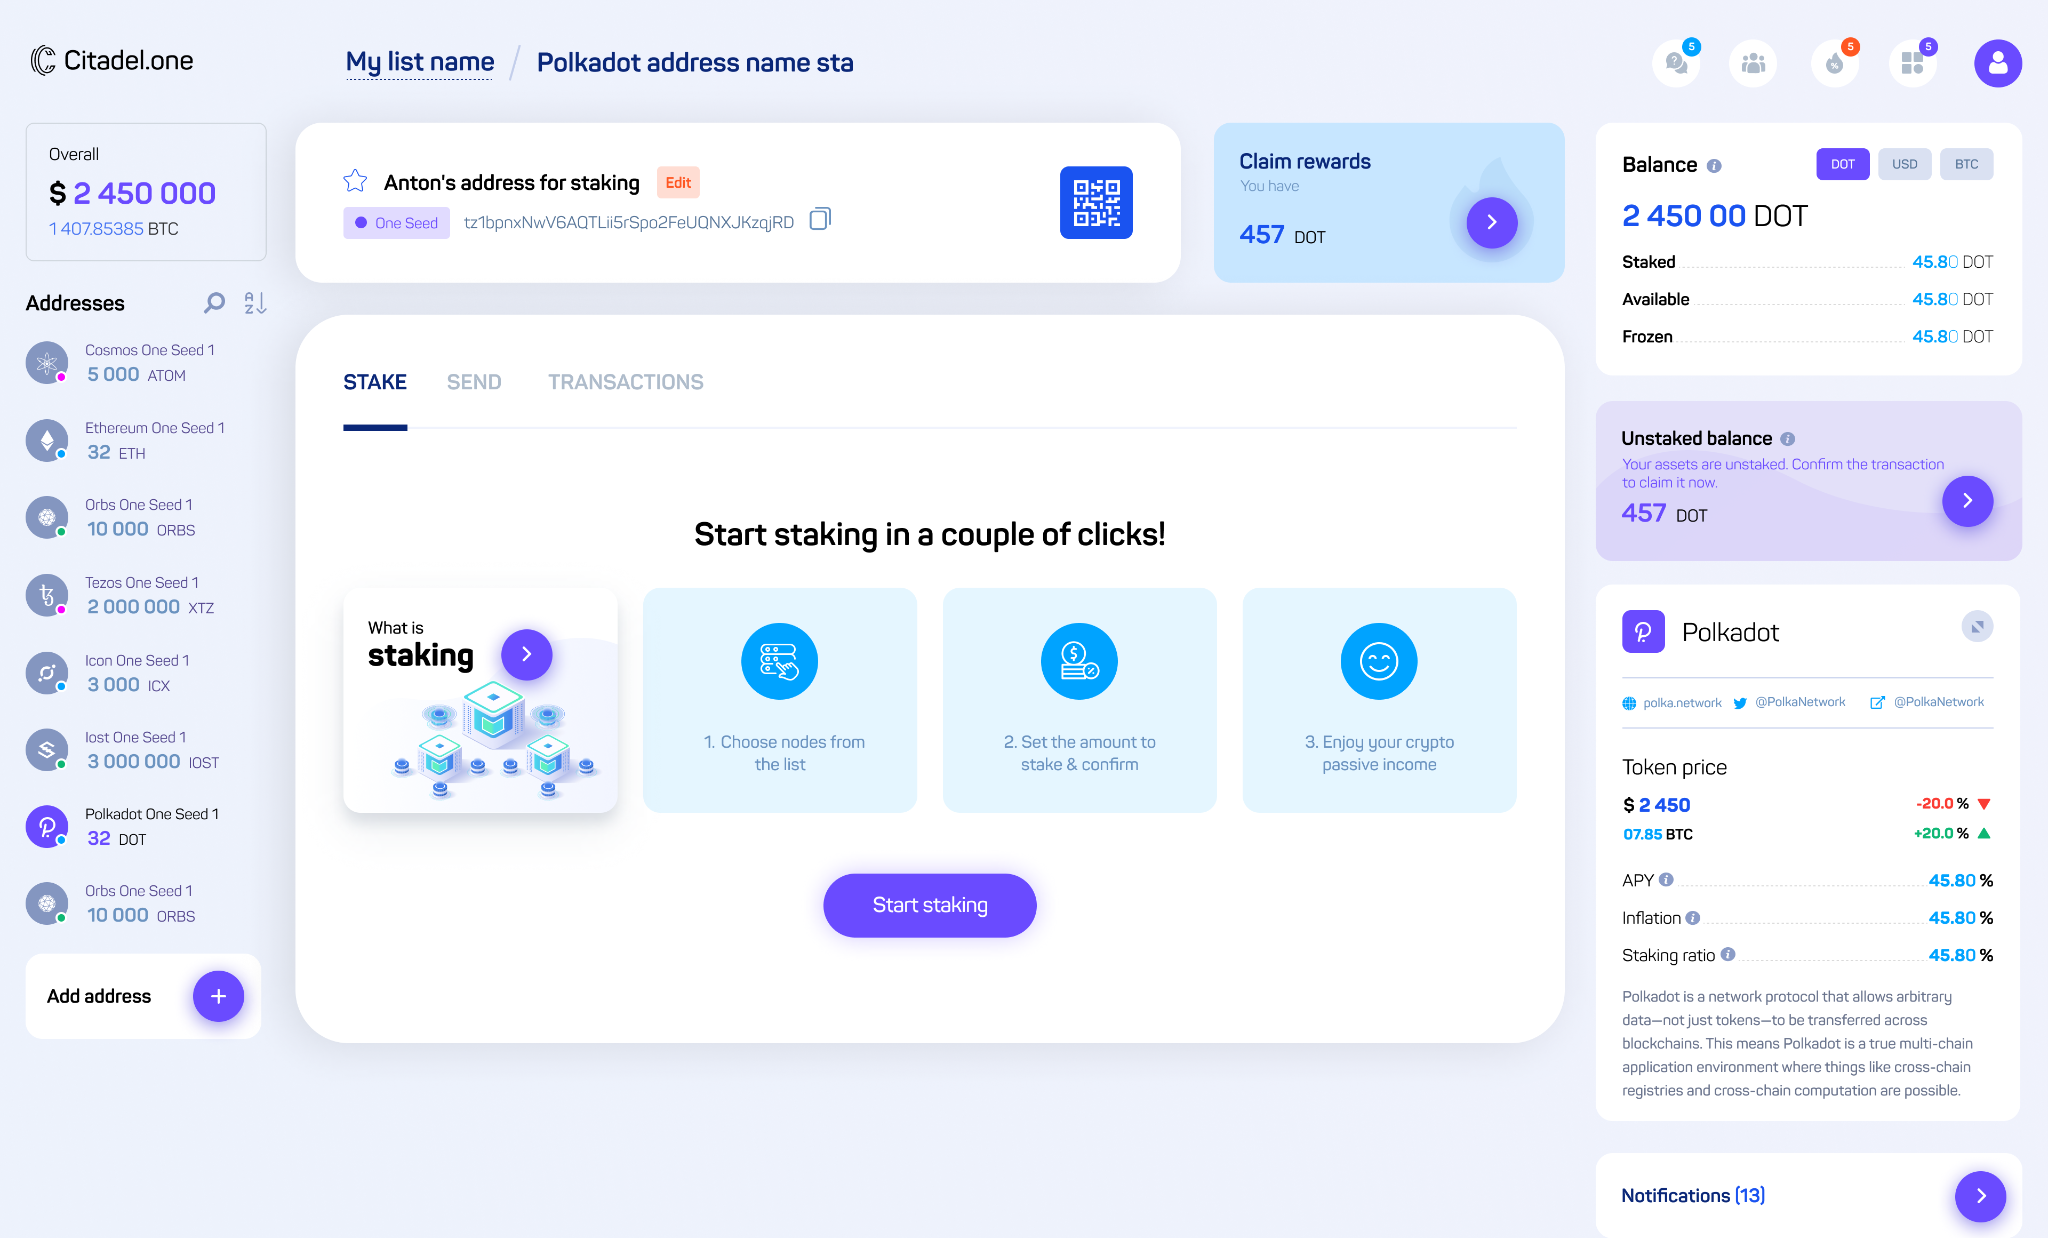 Citadel.one
My list name / Polkadot address name sta
5
5
5
Overall
$ 2 450 000
1 407.85385 BTC
Addresses
A
Z
Cosmos One Seed 1
5 000 ATOM
Ethereum One Seed 1
32 ETH
Orbs One Seed 1
10 000 ORBS
Tezos One Seed 1
2 000 000 XTZ
Icon One Seed 1
3 000 ICX
Iost One Seed 1
3 000 000 IOST
Polkadot One Seed 1
32 DOT
Orbs One Seed 1
10 000 ORBS
Add address
Anton's address for staking Edit
One Seed tz1bpnxNwV6AQTLii5rSpo2FeUQNXJKzqjRD
Claim rewards
You have
457 DOT
STAKE SEND TRANSACTIONS
Start staking in a couple of clicks!
What is
staking
1. Choose nodes from
the list
2. Set the amount to
stake & confirm
3. Enjoy your crypto
passive income
Start staking
Balance DOT USD BTC
2 450 00 DOT
Staked 45.80 DOT
Available 45.80 DOT
Frozen 45.80 DOT
Unstaked balance
Your assets are unstaked. Confirm the transaction
to claim it now.
457 DOT
Polkadot
polka.network @PolkaNetwork @PolkaNetwork
Token price
$ 2 450 -20.0 %
07.85 BTC +20.0 %
APY 45.80 %
Inflation 45.80 %
Staking ratio 45.80 %
Polkadot is a network protocol that allows arbitrary
data—not just tokens—to be transferred across
blockchains. This means Polkadot is a true multi-chain
application environment where things like cross-chain
registries and cross-chain computation are possible.
Notifications (13)